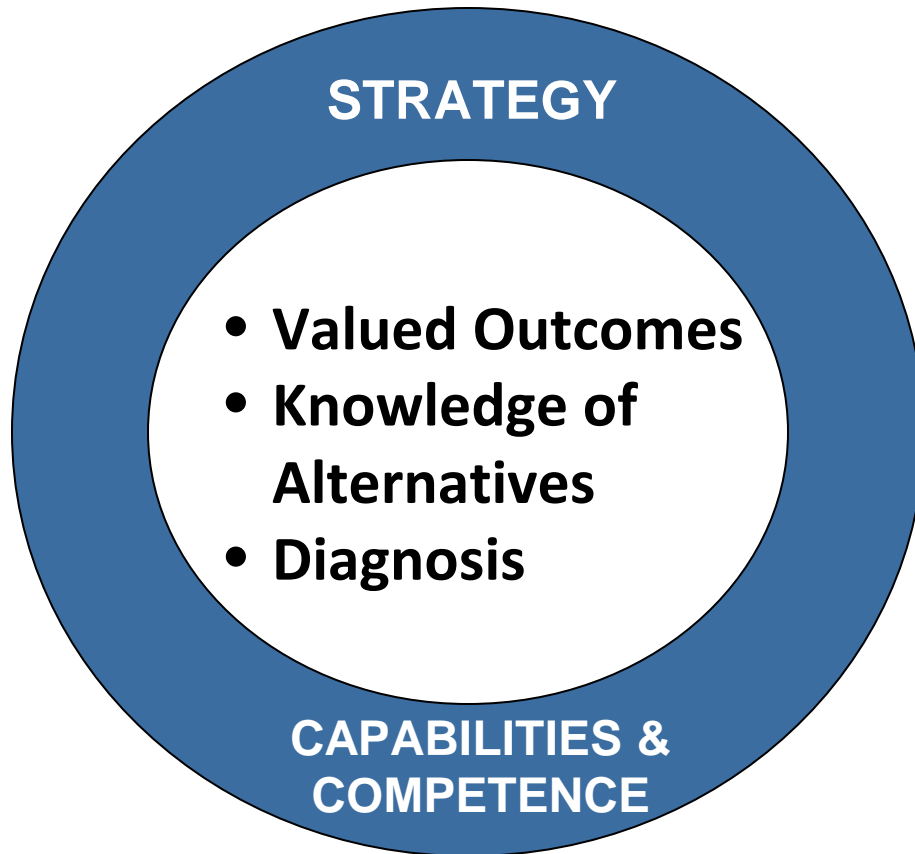 STRATEGY
• Valued Outcomes
• Knowledge of
Alternatives
• Diagnosis
CAPABILITIES &
COMPETENCE